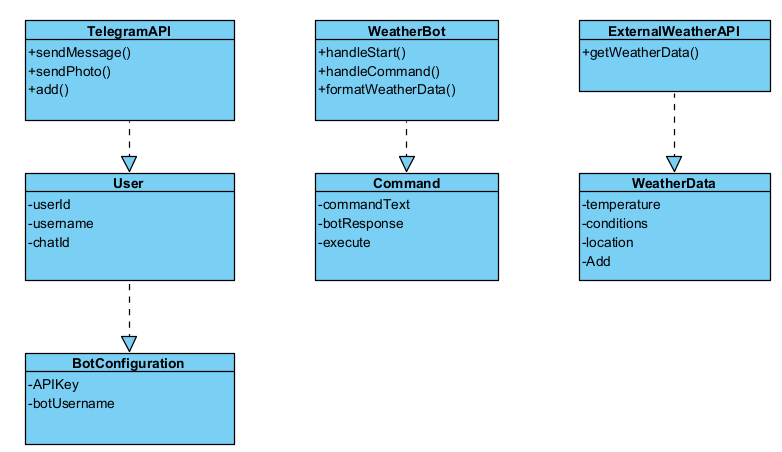 TelegramAPI
+sendMessage()
+sendPhoto()
+add()
WeatherBot
+handleStart()
+handleCommand()
+formatWeatherData()
ExternalWeatherAPI
+getWeatherData()
User
-userId
-username
-chatId
Command
-commandText
-botResponse
-execute
WeatherData
-temperature
-conditions
-location
-Add
BotConfiguration
-APIKey
-botUsername